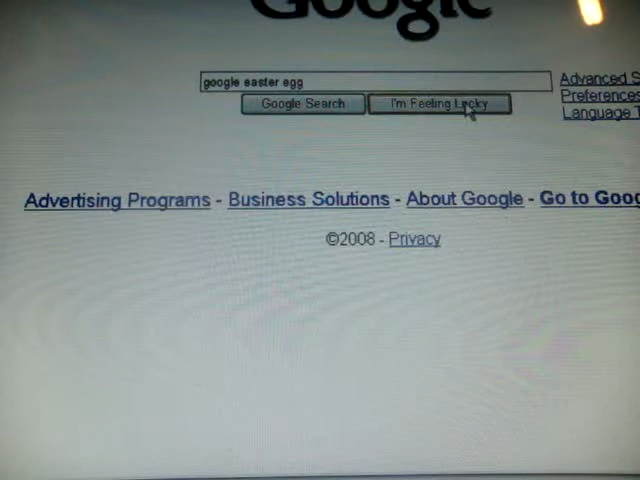 Google
google easter egg
Advanced S
Google Search
I'm Feeling Lucky
Preferences
Language T
Advertising Programs - Business Solutions - About Google - Go to Goog
©2008 - Privacy